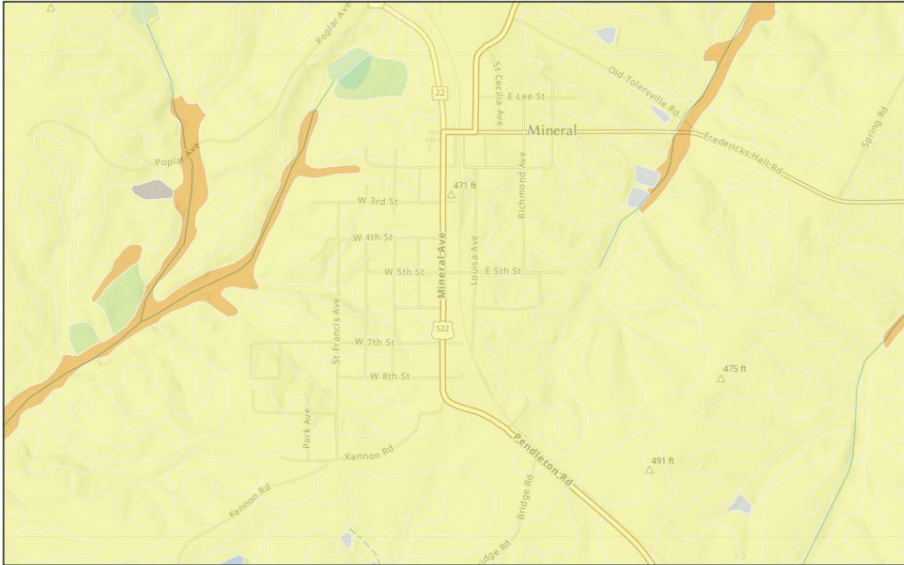 Poplar Ave
22
St Cecilia Ave
E Lee St
Old Tolersville Rd
Mineral
Fredericks Hall Rd
Spring Rd
Poplar Ave
Richmond Ave
471 ft
W 3rd St
W 4th St
Mineral Ave
Louisa Ave
W 5th St
E 5th St
St Francis Ave
522
W 7th St
475 ft
W 8th St
Park Ave
Pendleton Rd
Kennon Rd
491 ft
Kennon Rd
Bridge Rd
ridge Rd